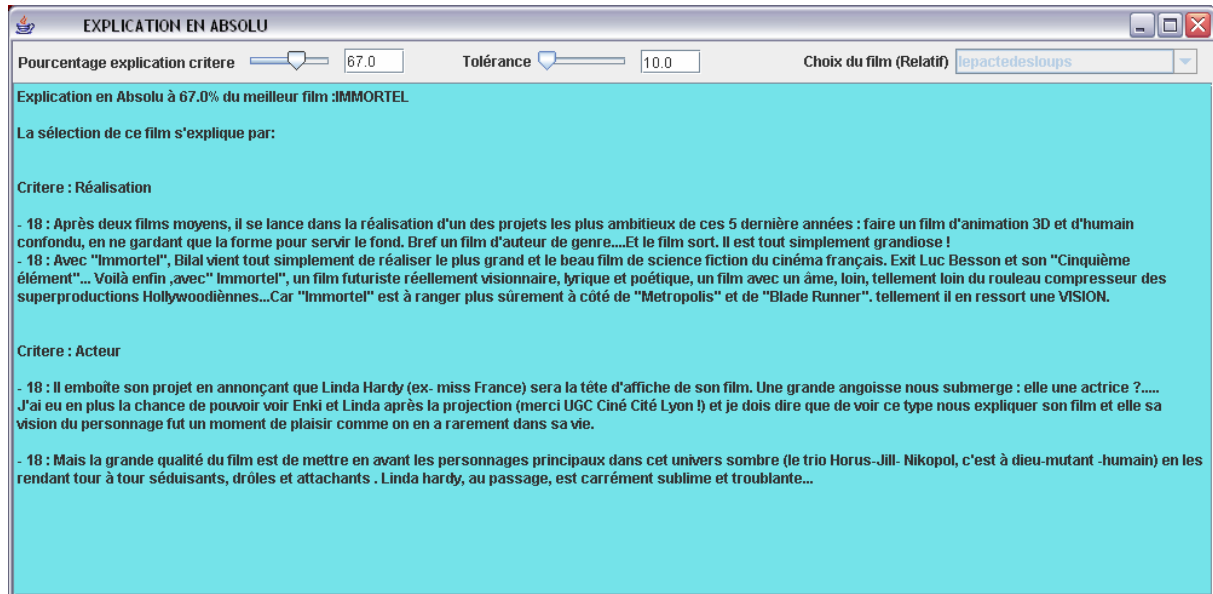 EXPLICATION EN ABSOLU
Pourcentage explication critere 67.0 Tolérance 10.0 Choix du film (Relatif) lepactedesloups
Explication en Absolu à 67.0% du meilleur film :IMMORTEL
La sélection de ce film s'explique par:
Critere : Réalisation
- 18 : Après deux films moyens, il se lance dans la réalisation d'un des projets les plus ambitieux de ces 5 dernière années : faire un film d'animation 3D et d'humain
confondu, en ne gardant que la forme pour servir le fond. Bref un film d'auteur de genre....Et le film sort. Il est tout simplement grandiose !
- 18 : Avec "Immortel", Bilal vient tout simplement de réaliser le plus grand et le beau film de science fiction du cinéma français. Exit Luc Besson et son "Cinquième
élément"... Voilà enfin ,avec" Immortel", un film futuriste réellement visionnaire, lyrique et poétique, un film avec un âme, loin, tellement loin du rouleau compresseur des
superproductions Hollywoodiènnes...Car "Immortel" est à ranger plus sûrement à côté de "Metropolis" et de "Blade Runner". tellement il en ressort une VISION.
Critere : Acteur
- 18 : Il emboîte son projet en annonçant que Linda Hardy (ex- miss France) sera la tête d'affiche de son film. Une grande angoisse nous submerge : elle une actrice ?.....
J'ai eu en plus la chance de pouvoir voir Enki et Linda après la projection (merci UGC Ciné Cité Lyon !) et je dois dire que de voir ce type nous expliquer son film et elle sa
vision du personnage fut un moment de plaisir comme on en a rarement dans sa vie.
- 18 : Mais la grande qualité du film est de mettre en avant les personnages principaux dans cet univers sombre (le trio Horus-Jill- Nikopol, c'est à dieu-mutant -humain) en les
rendant tour à tour séduisants, drôles et attachants . Linda hardy, au passage, est carrément sublime et troublante...